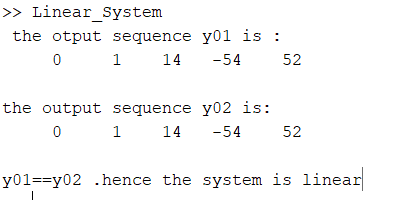 >> Linear_System
the otput sequence y01 is :
0 1 14 -54 52
the output sequence y02 is:
0 1 14 -54 52
y01==y02 .hence the system is linear